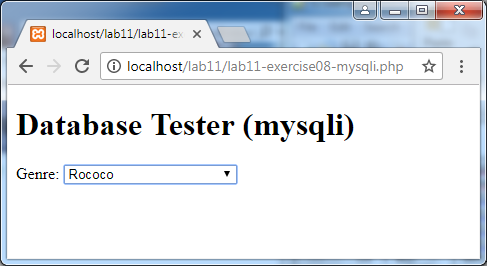 localhost/lab11/lab11-ex
localhost/lab11/lab11-exercise08-mysqli.php
Database Tester (mysqli)
Genre: Rococo